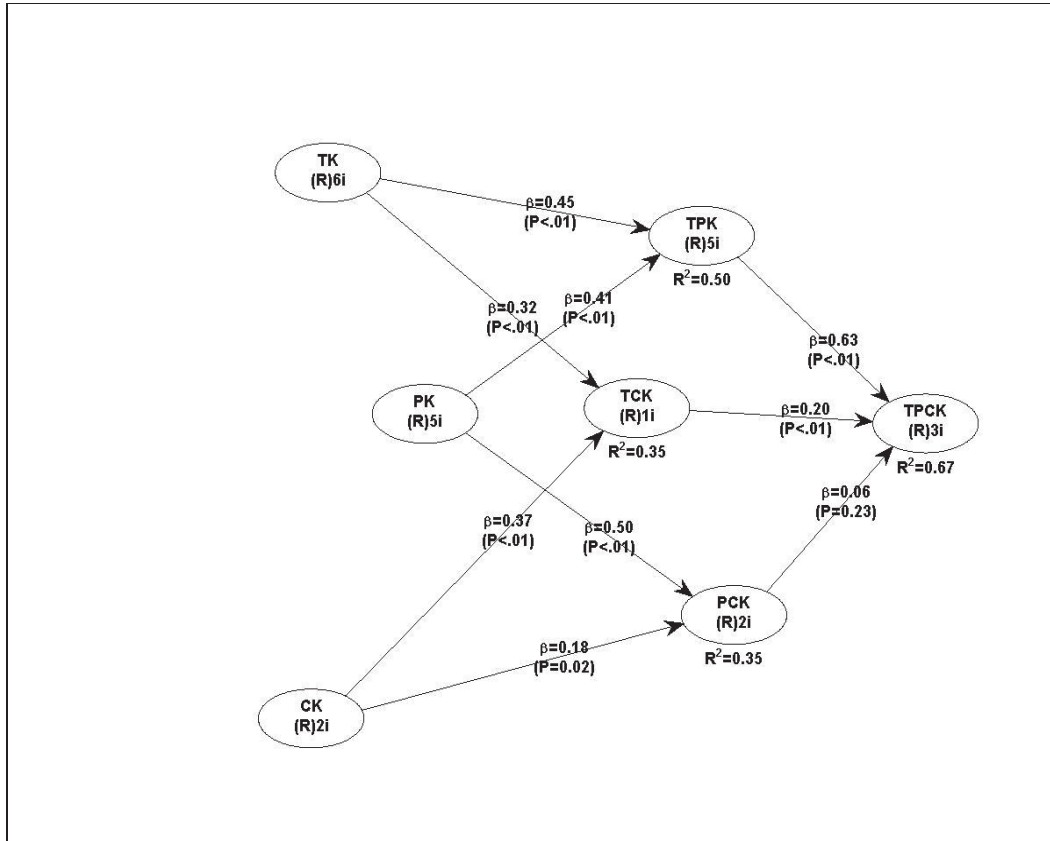 TK
(R)6i
β=0.45
(P<.01)
TPK
(R)5i
R²=0.50
β=0.32
(P<.01)
β=0.41
(P<.01)
β=0.63
(P<.01)
PK
(R)5i
TCK
(R)1i
R²=0.35
β=0.20
(P<.01)
TPCK
(R)3i
R²=0.67
β=0.06
(P=0.23)
β=0.37
(P<.01)
β=0.50
(P<.01)
PCK
(R)2i
R²=0.35
β=0.18
(P=0.02)
CK
(R)2i